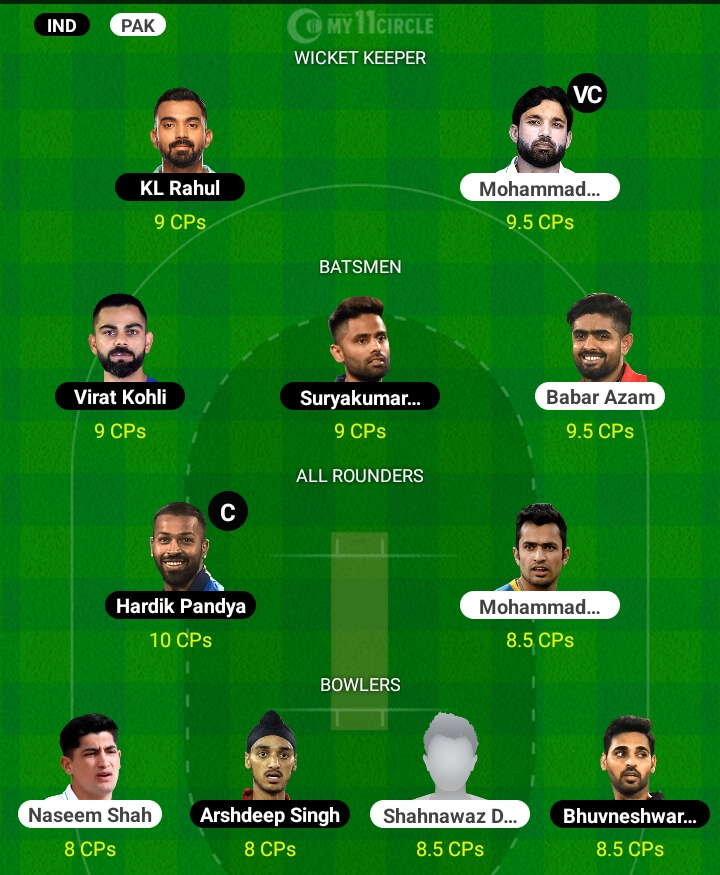 IND PAK MY11CIRCLE
WICKET KEEPER
VC
KL Rahul Mohammad...
9 CPs 9.5 CPs
BATSMEN
Virat Kohli Suryakumar... Babar Azam
9 CPs 9 CPs 9.5 CPs
ALL ROUNDERS
C
Hardik Pandya Mohammad...
10 CPs 8.5 CPs
BOWLERS
Naseem Shah Arshdeep Singh Shahnawaz D... Bhuvneshwar...
8 CPs 8 CPs 8.5 CPs 8.5 CPs